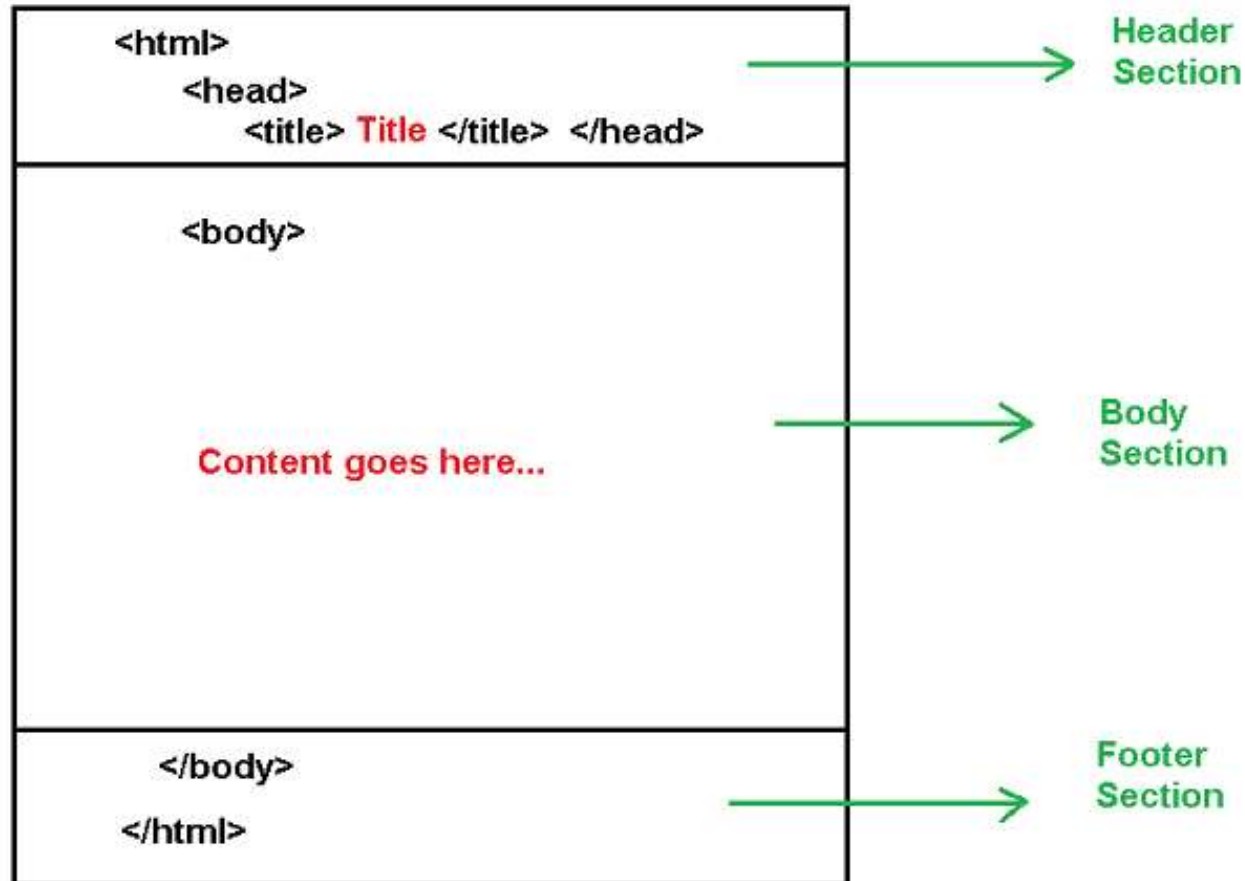 <html>
<head>
<title> Title </title> </head>
Header
Section
<body>
Content goes here...
Body
Section
</body>
</html>
Footer
Section